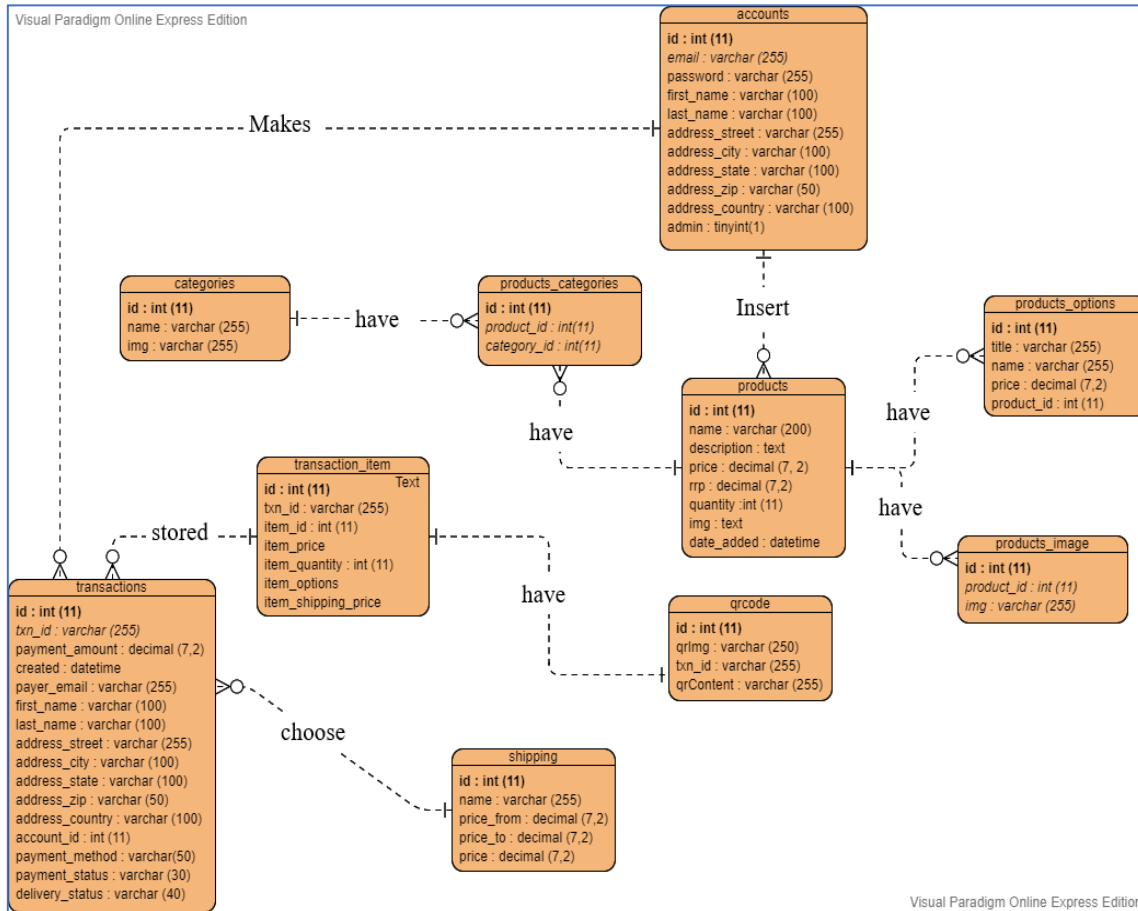 Visual Paradigm Online Express Edition
accounts
id : int (11)
email : varchar (255)
password : varchar (255)
first_name : varchar (100)
last_name : varchar (100)
address_street : varchar (255)
address_city : varchar (100)
address_state : varchar (100)
address_zip : varchar (50)
address_country : varchar (100)
admin : tinyint(1)
Makes
categories
id : int (11)
name : varchar (255)
img : varchar (255)
have
products_categories
id : int (11)
product_id : int(11)
category_id : int(11)
Insert
products_options
id : int (11)
title : varchar (255)
name : varchar (255)
price : decimal (7,2)
product_id : int (11)
have
products
id : int (11)
name : varchar (200)
description : text
price : decimal (7, 2)
rrp : decimal (7,2)
quantity :int (11)
img : text
date_added : datetime
have
have
products_image
id : int (11)
product_id : int (11)
img : varchar (255)
transaction_item
Text
id : int (11)
txn_id : varchar (255)
item_id : int (11)
item_price
item_quantity : int (11)
item_options
item_shipping_price
stored
have
qrcode
id : int (11)
qrImg : varchar (250)
txn_id : varchar (255)
qrContent : varchar (255)
transactions
id : int (11)
txn_id : varchar (255)
payment_amount : decimal (7,2)
created : datetime
payer_email : varchar (255)
first_name : varchar (100)
last_name : varchar (100)
address_street : varchar (255)
address_city : varchar (100)
address_state : varchar (100)
address_zip : varchar (50)
address_country : varchar (100)
account_id : int (11)
payment_method : varchar(50)
payment_status : varchar (30)
delivery_status : varchar (40)
choose
shipping
id : int (11)
name : varchar (255)
price_from : decimal (7,2)
price_to : decimal (7,2)
price : decimal (7,2)
Visual Paradigm Online Express Edition